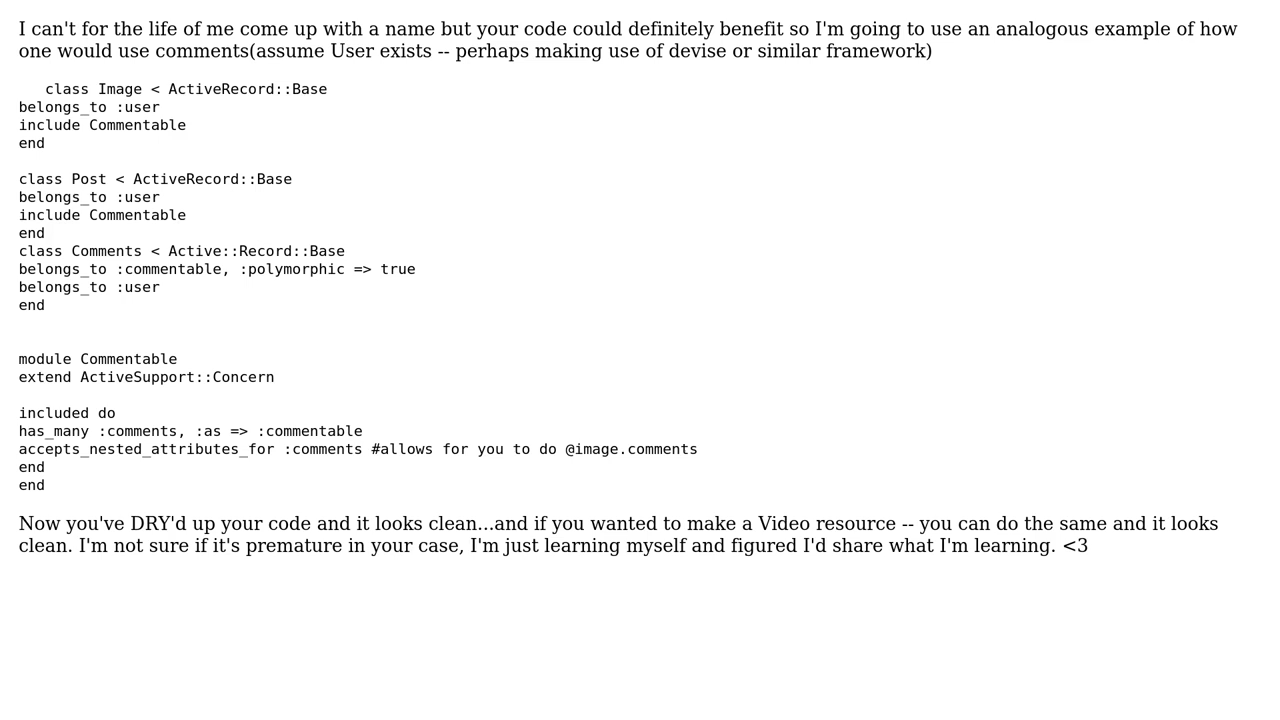 I can't for the life of me come up with a name but your code could definitely benefit so I'm going to use an analogous example of how
one would use comments(assume User exists -- perhaps making use of devise or similar framework)
class Image < ActiveRecord::Base
belongs_to :user
include Commentable
end
class Post < ActiveRecord::Base
belongs_to :user
include Commentable
end
class Comments < Active::Record::Base
belongs_to :commentable, :polymorphic => true
belongs_to :user
end
module Commentable
extend ActiveSupport::Concern
included do
has_many :comments, :as => :commentable
accepts_nested_attributes_for :comments #allows for you to do @image.comments
end
end
Now you've DRY'd up your code and it looks clean...and if you wanted to make a Video resource -- you can do the same and it looks
clean. I'm not sure if it's premature in your case, I'm just learning myself and figured I'd share what I'm learning. <3